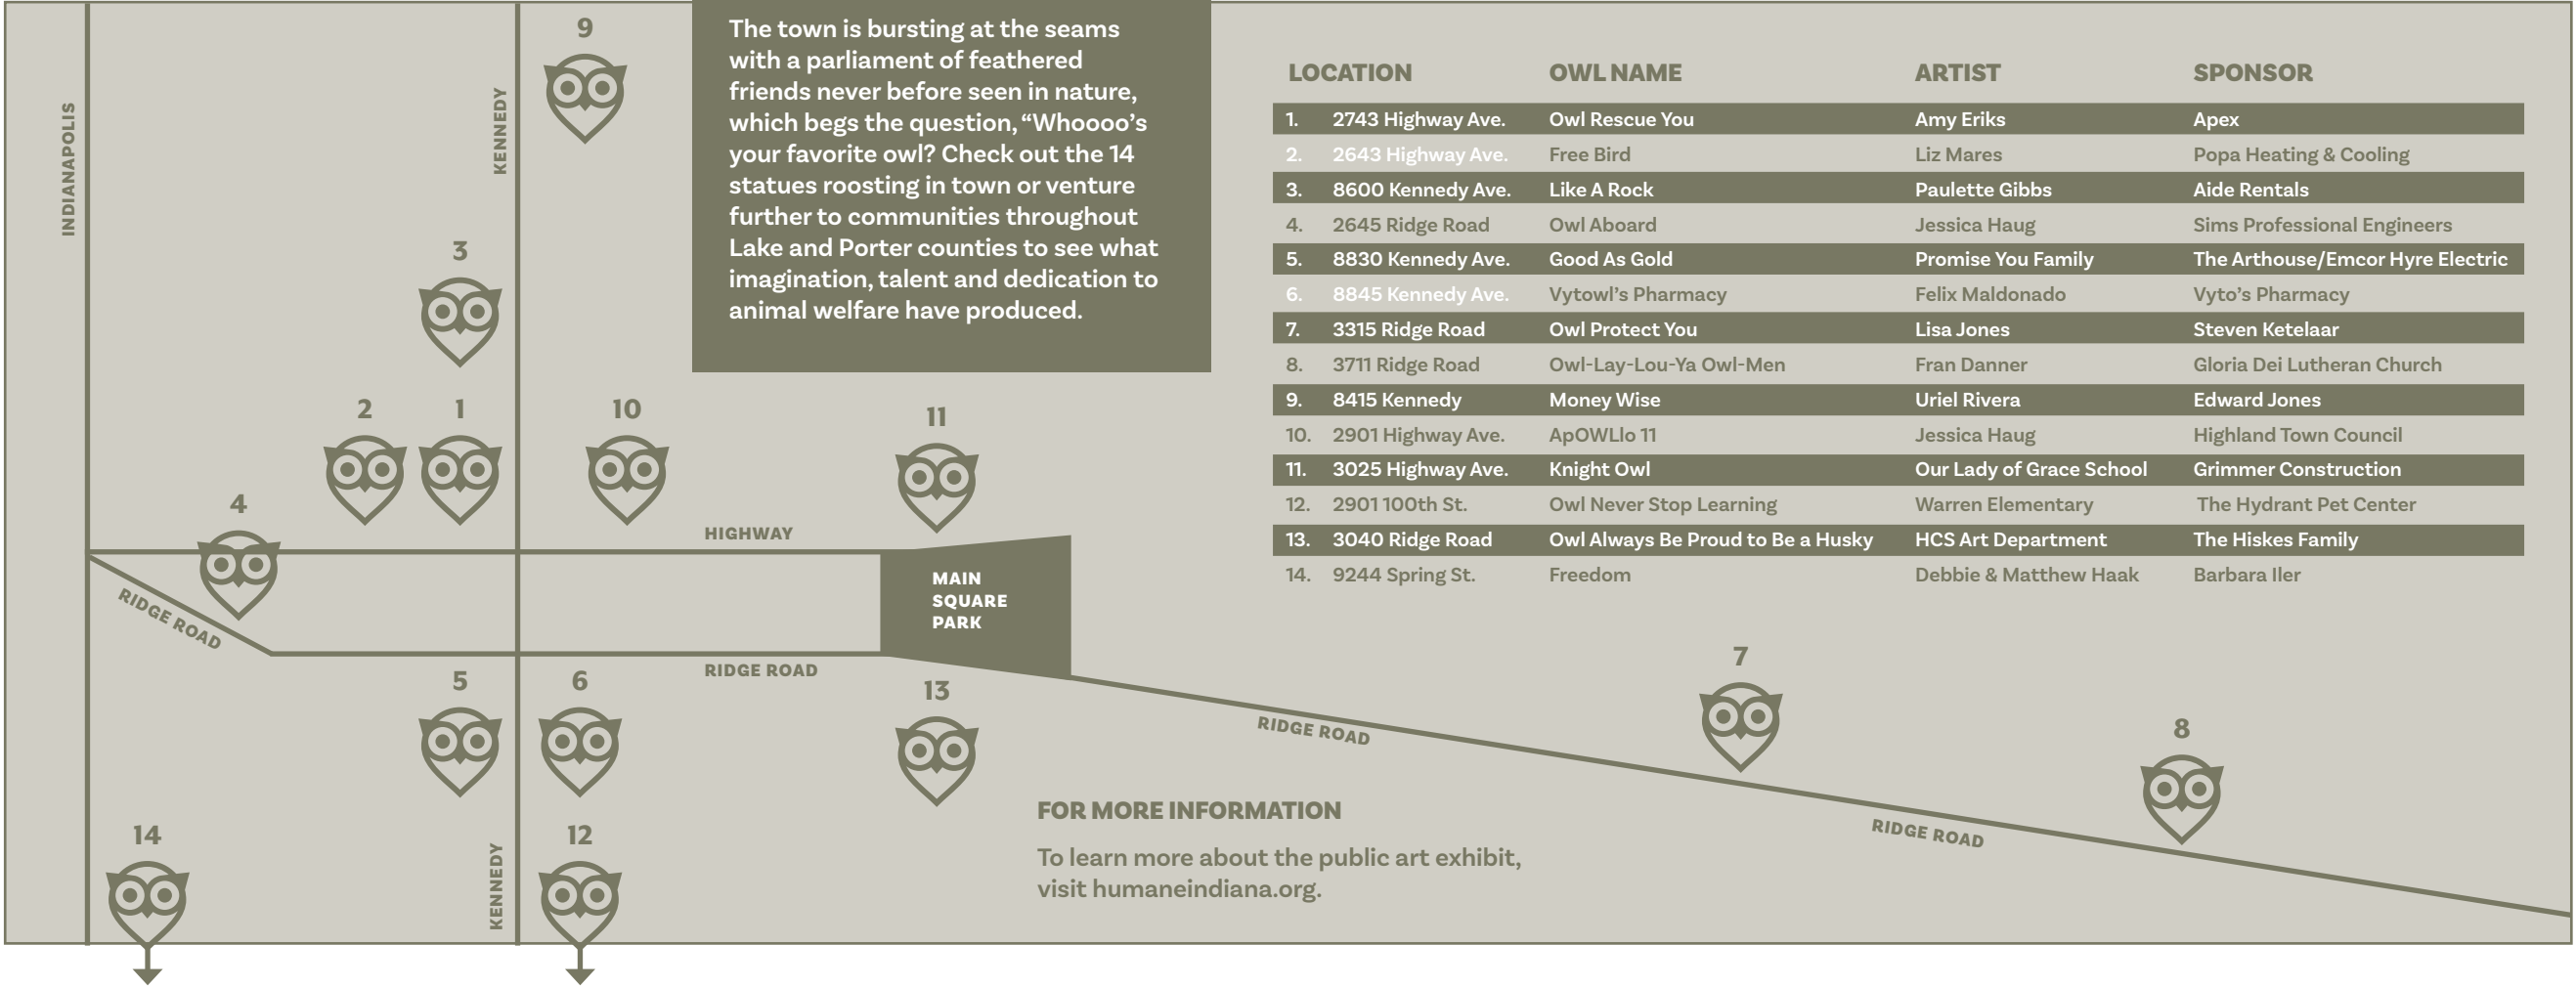 INDIANAPOLIS
KENNEDY
9
3
2
1
10
11
4
HIGHWAY
RIDGE ROAD
MAIN
SQUARE
PARK
RIDGE ROAD
5
6
13
14
KENNEDY
12
RIDGE ROAD
7
8
RIDGE ROAD
The town is bursting at the seams
with a parliament of feathered
friends never before seen in nature,
which begs the question, “Whoooo’s
your favorite owl? Check out the 14
statues roosting in town or venture
further to communities throughout
Lake and Porter counties to see what
imagination, talent and dedication to
animal welfare have produced.
LOCATION OWL NAME ARTIST SPONSOR
1. 2743 Highway Ave. Owl Rescue You Amy Eriks Apex
2. 2643 Highway Ave. Free Bird Liz Mares Popa Heating & Cooling
3. 8600 Kennedy Ave. Like A Rock Paulette Gibbs Aide Rentals
4. 2645 Ridge Road Owl Aboard Jessica Haug Sims Professional Engineers
5. 8830 Kennedy Ave. Good As Gold Promise You Family The Arthouse/Emcor Hyre Electric
6. 8845 Kennedy Ave. Vytowl’s Pharmacy Felix Maldonado Vyto’s Pharmacy
7. 3315 Ridge Road Owl Protect You Lisa Jones Steven Ketelaar
8. 3711 Ridge Road Owl-Lay-Lou-Ya Owl-Men Fran Danner Gloria Dei Lutheran Church
9. 8415 Kennedy Money Wise Uriel Rivera Edward Jones
10. 2901 Highway Ave. ApOWLlo 11 Jessica Haug Highland Town Council
11. 3025 Highway Ave. Knight Owl Our Lady of Grace School Grimmer Construction
12. 2901 100th St. Owl Never Stop Learning Warren Elementary The Hydrant Pet Center
13. 3040 Ridge Road Owl Always Be Proud to Be a Husky HCS Art Department The Hiskes Family
14. 9244 Spring St. Freedom Debbie & Matthew Haak Barbara Iler
FOR MORE INFORMATION
To learn more about the public art exhibit,
visit humaneindiana.org.